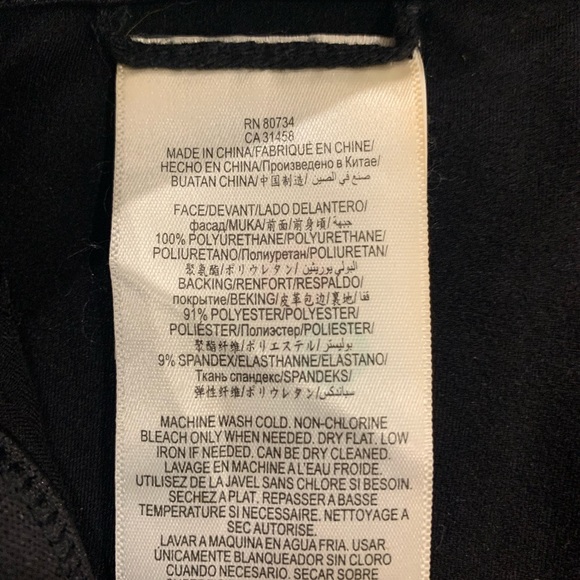 RN 80734
CA 31458
MADE IN CHINA/FABRIQUÉ EN CHINE/
HECHO EN CHINA/Произведено в Китае/
BUATAN CHINA/中国制造/ صنع في الصين/
FACE/DEVANT/LADO DELANTERO/
фасад/MUKA/前面/前身頃/جبهة/
100% POLYURETHANE/POLYURÉTHANE/
POLIURETANO/Полиуретан/POLIURETAN/
聚氨酯/ポリウレタン/البولي يوريثين/
BACKING/RENFORT/RESPALDO/
покрытие/BEKING/皮革包边/裏地/قفا/
91% POLYESTER/POLYESTER/
POLIÉSTER/Полиэстер/POLIESTER/
聚酯纤维/ポリエステル/بوليستر/
9% SPANDEX/ELASTHANNE/ELASTANO/
Ткань спандекс/SPANDEKS/
弹性纤维/ポリウレタン/سباندكس/
MACHINE WASH COLD. NON-CHLORINE
BLEACH ONLY WHEN NEEDED. DRY FLAT. LOW
IRON IF NEEDED. CAN BE DRY CLEANED.
LAVAGE EN MACHINE A L'EAU FROIDE.
UTILISEZ DE LA JAVEL SANS CHLORE SI BESOIN.
SECHEZ A PLAT. REPASSER A BASSE
TEMPERATURE SI NECESSAIRE. NETTOYAGE A
SEC AUTORISE.
LAVAR A MAQUINA EN AGUA FRIA. USAR
ÚNICAMENTE BLANQUEADOR SIN CLORO
CUANDO NECESARIO. SECAR SOBRE